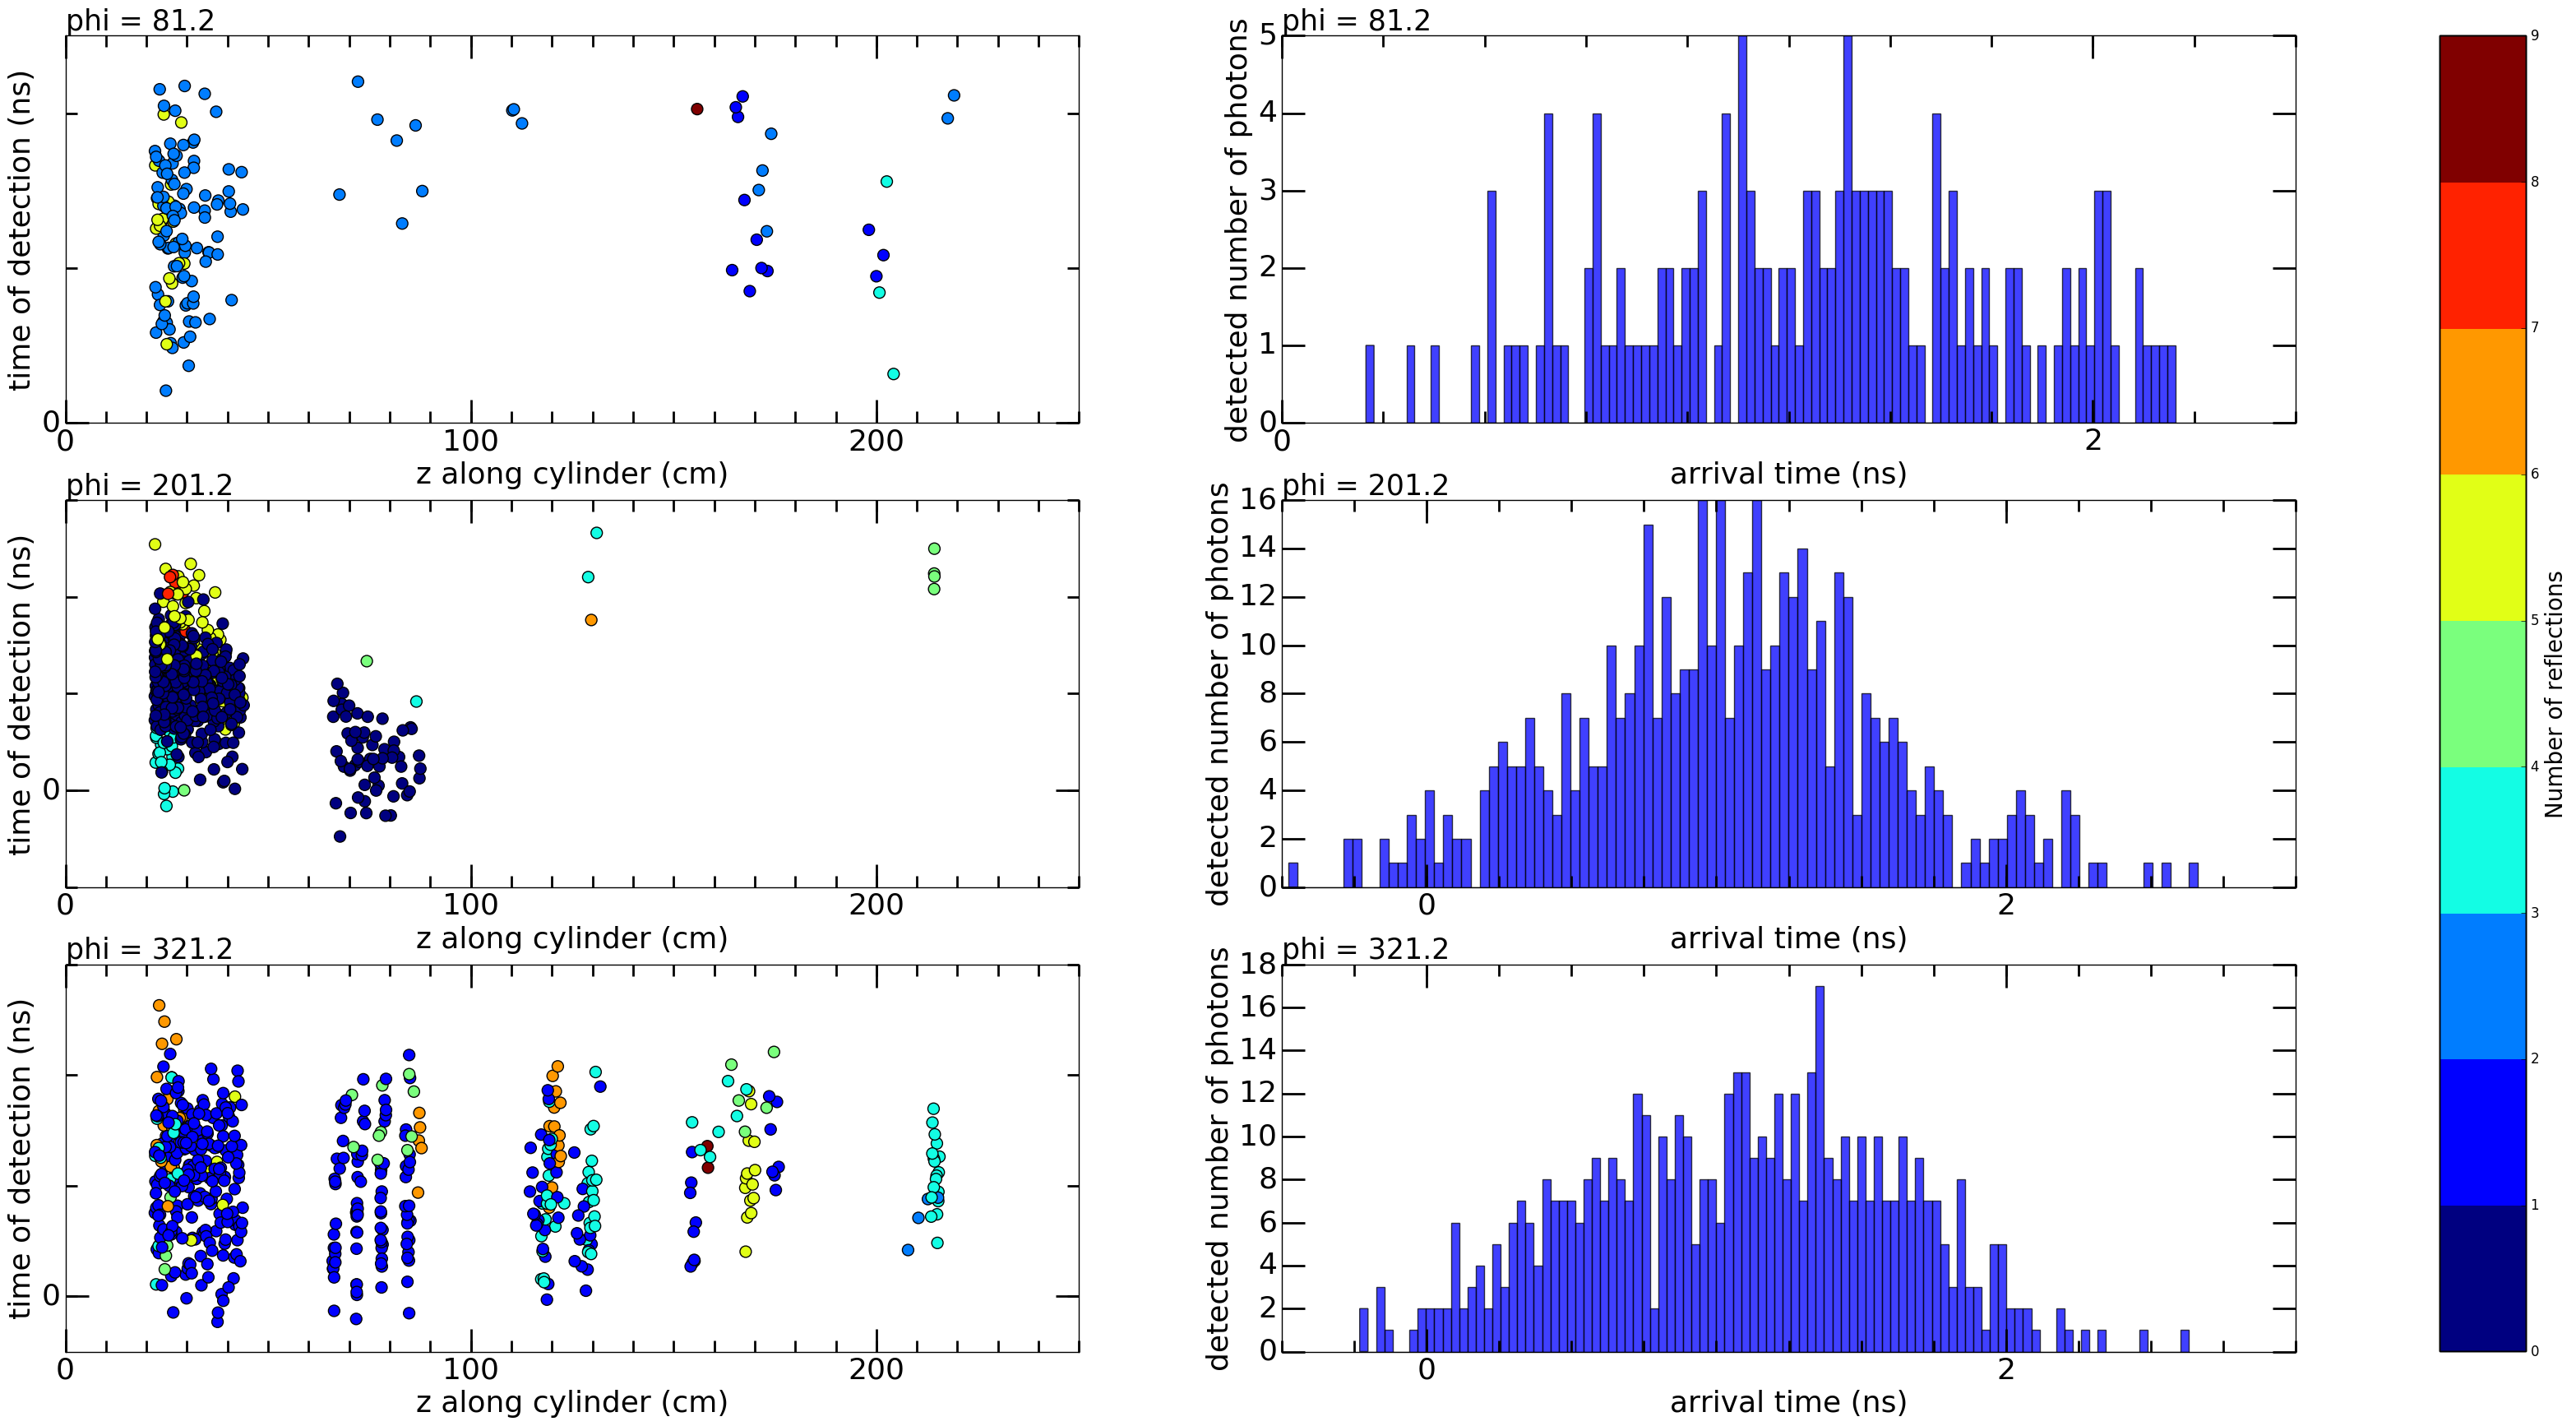 phi = 81.2
time of detection (ns)
0
0 100 200
z along cylinder (cm)
phi = 81.2
detected number of photons
5
4
3
2
1
0
0 2
arrival time (ns)
phi = 201.2
time of detection (ns)
0
0 100 200
z along cylinder (cm)
phi = 201.2
detected number of photons
16
14
12
10
8
6
4
2
0
0 2
arrival time (ns)
phi = 321.2
time of detection (ns)
0
0 100 200
z along cylinder (cm)
phi = 321.2
detected number of photons
18
16
14
12
10
8
6
4
2
0
0 2
arrival time (ns)
9
8
7
6
5
4
3
2
1
0
Number of reflections